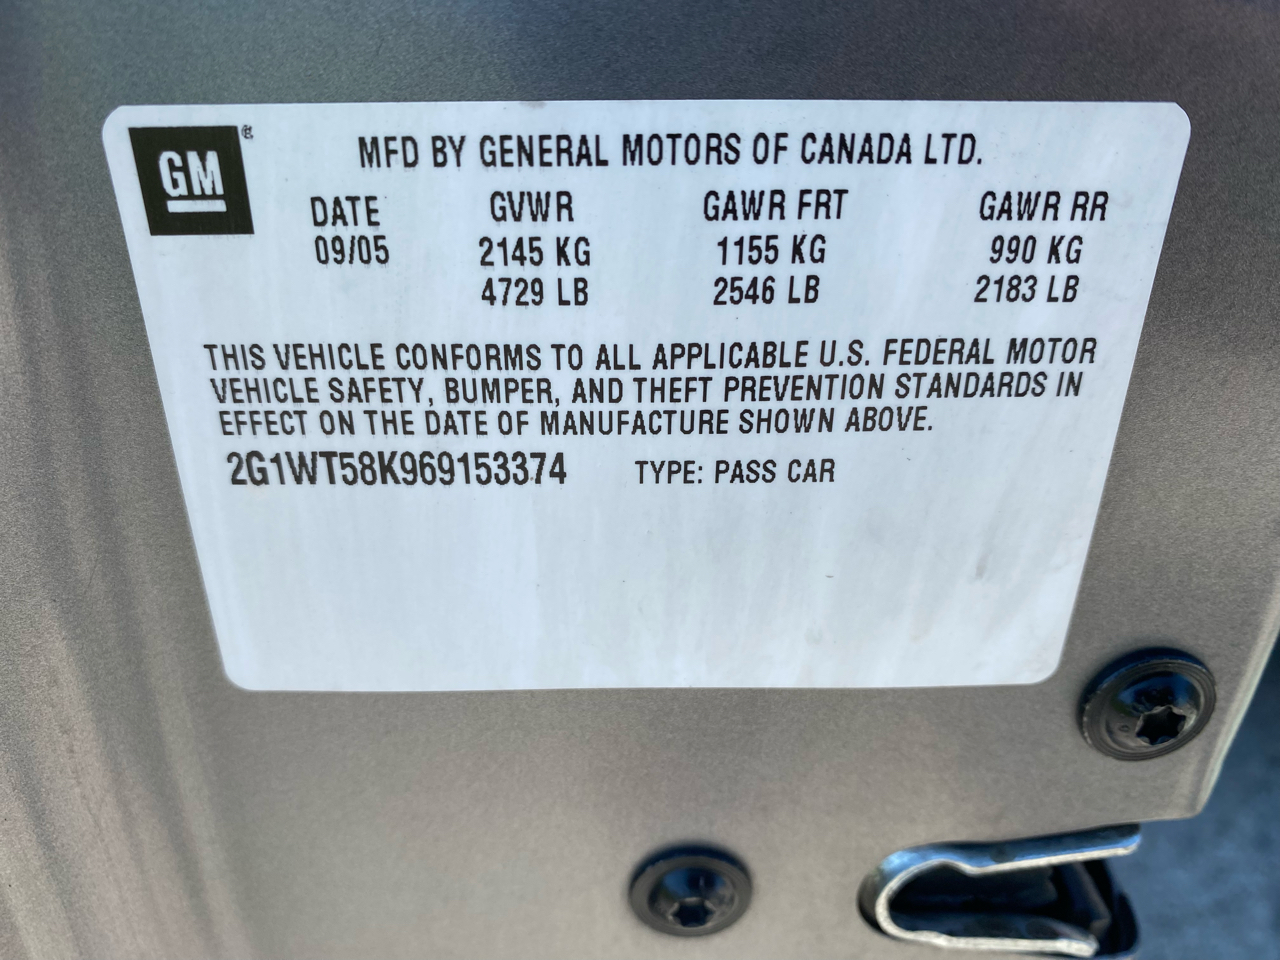 GM®
MFD BY GENERAL MOTORS OF CANADA LTD.
DATE GVWR GAWR FRT GAWR RR
09/05 2145 KG 1155 KG 990 KG
4729 LB 2546 LB 2183 LB
THIS VEHICLE CONFORMS TO ALL APPLICABLE U.S. FEDERAL MOTOR
VEHICLE SAFETY, BUMPER, AND THEFT PREVENTION STANDARDS IN
EFFECT ON THE DATE OF MANUFACTURE SHOWN ABOVE.
2G1WT58K969153374 TYPE: PASS CAR